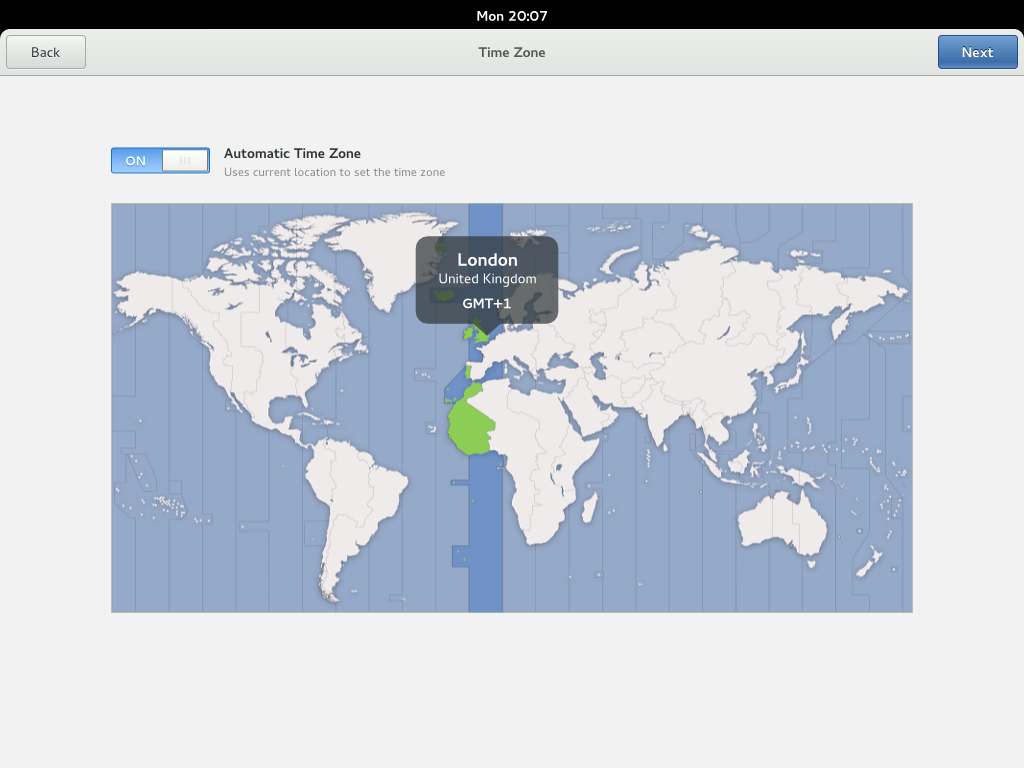 Mon 20:07
Back
Time Zone
Next
ON
Automatic Time Zone
Uses current location to set the time zone
London
United Kingdom
GMT+1